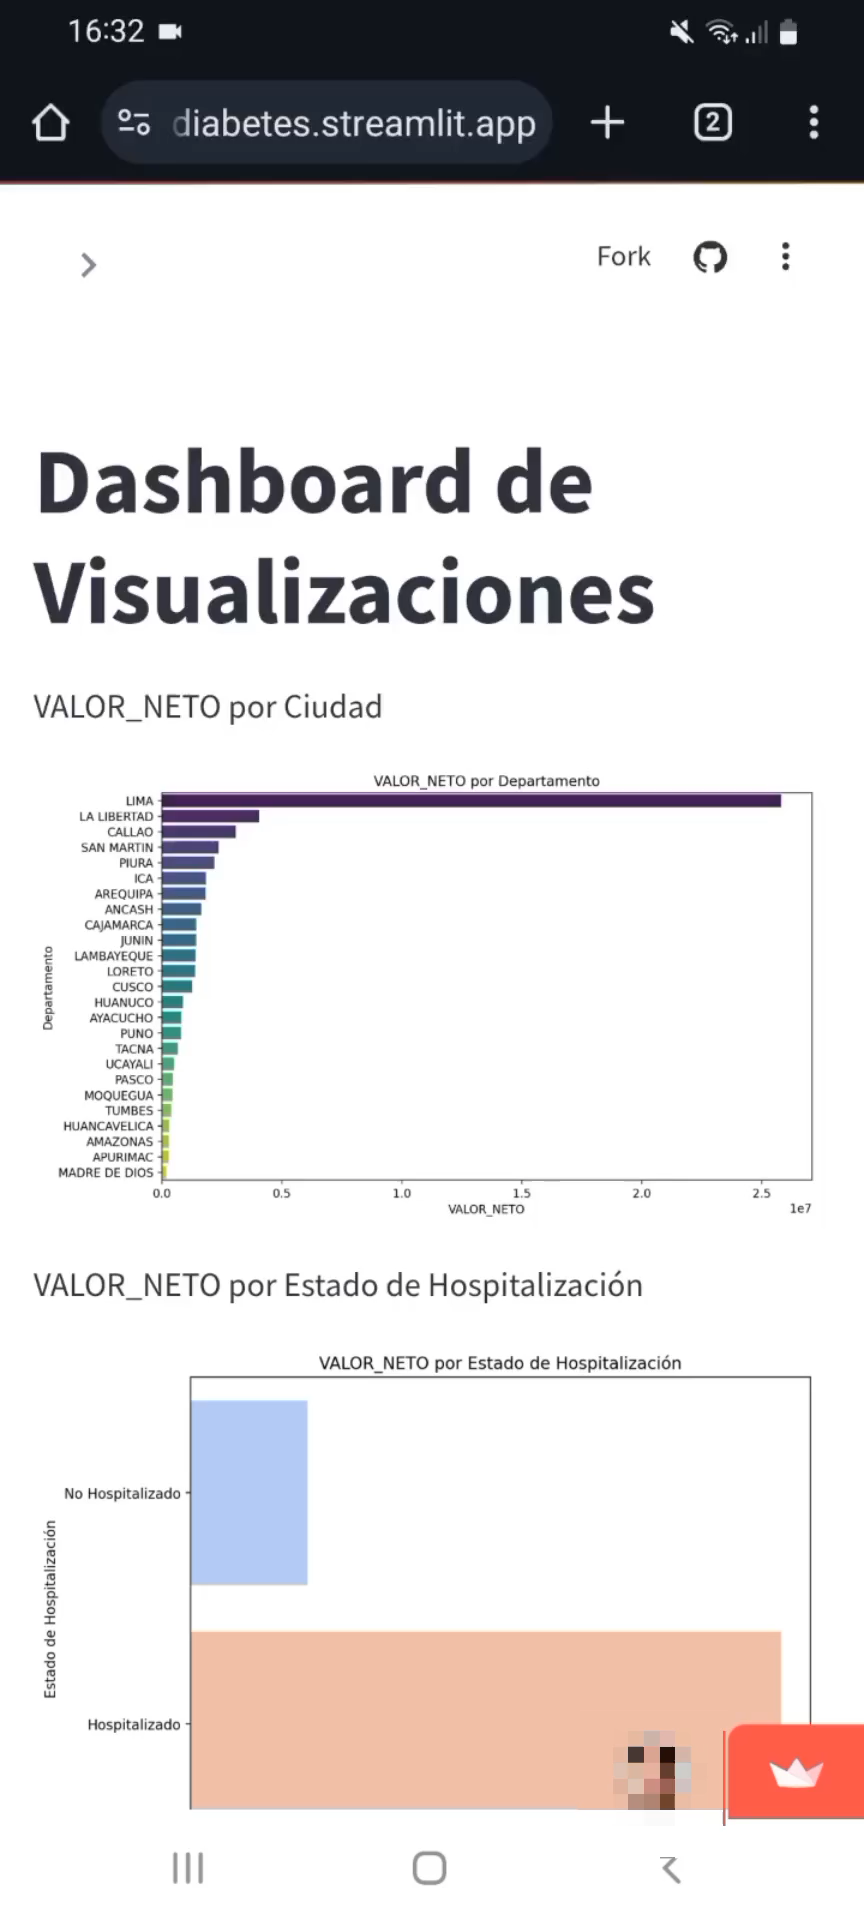 16:32
diabetes.streamlit.app
2
Fork
Dashboard de
Visualizaciones
VALOR_NETO por Ciudad
VALOR_NETO por Departamento
LIMA
LA LIBERTAD
CALLAO
SAN MARTIN
PIURA
ICA
AREQUIPA
ANCASH
CAJAMARCA
JUNIN
LAMBAYEQUE
LORETO
CUSCO
HUANUCO
AYACUCHO
PUNO
TACNA
UCAYALI
PASCO
MOQUEGUA
TUMBES
HUANCAVELICA
AMAZONAS
APURIMAC
MADRE DE DIOS
Departamento
0.0 0.5 1.0 1.5 2.0 2.5
VALOR_NETO 1e7
VALOR_NETO por Estado de Hospitalización
VALOR_NETO por Estado de Hospitalización
No Hospitalizado
Hospitalizado
Estado de Hospitalización